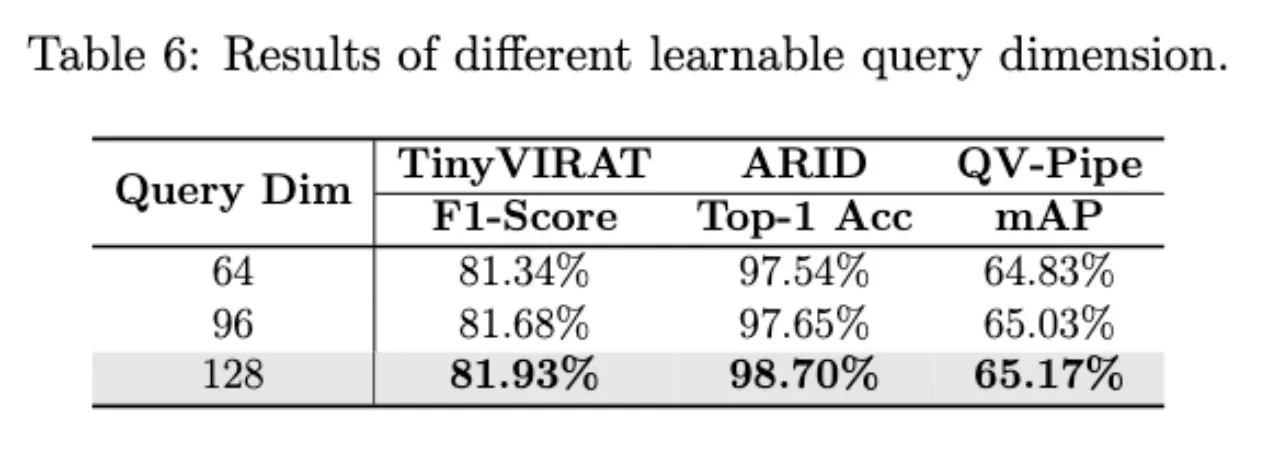 Table 6: Results of different learnable query dimension.
Query Dim TinyVIRAT ARID QV-Pipe
F1-Score Top-1 Acc mAP
64 81.34% 97.54% 64.83%
96 81.68% 97.65% 65.03%
128 81.93% 98.70% 65.17%